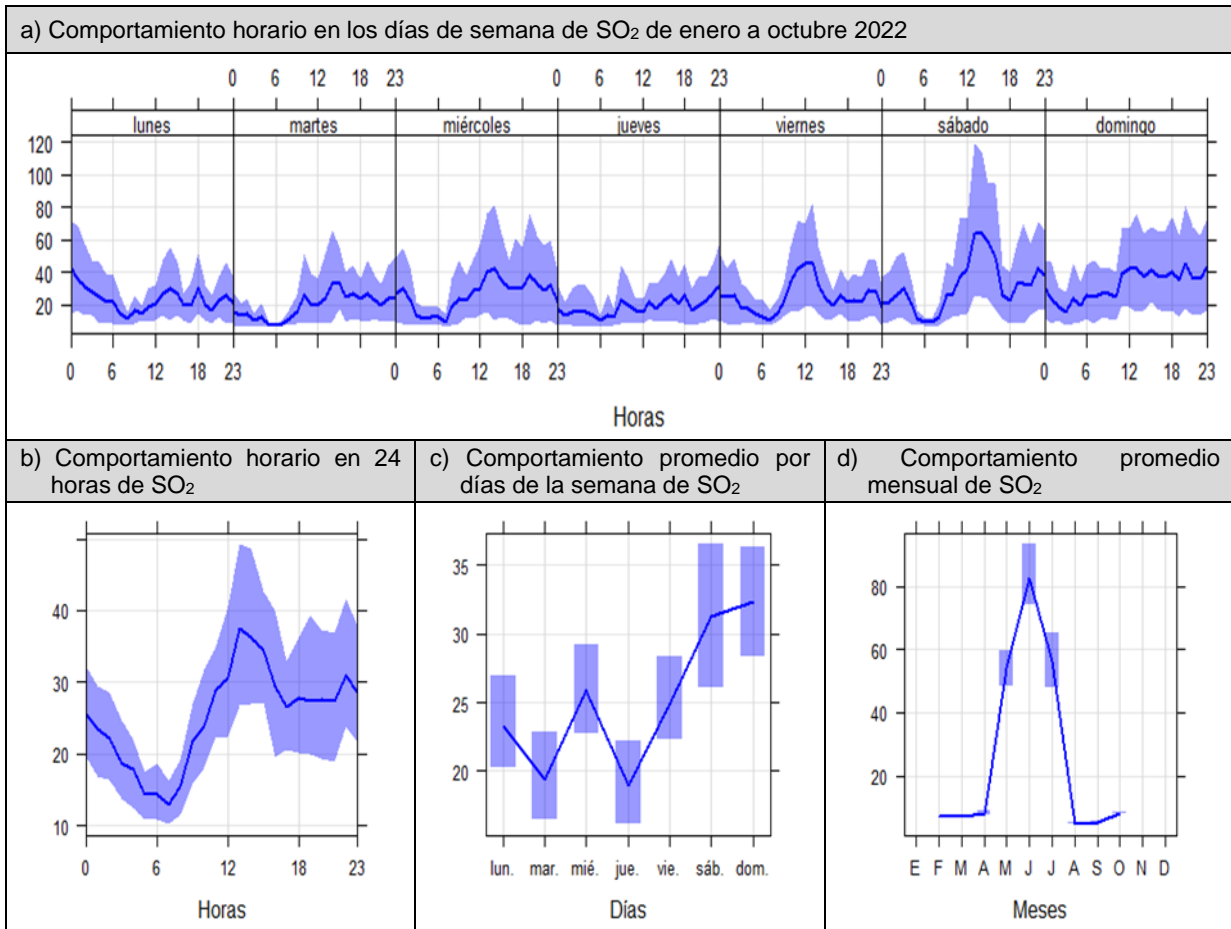 a) Comportamiento horario en los días de semana de SO₂ de enero a octubre 2022
0 6 12 18 23 0 6 12 18 23 0 6 12 18 23
lunes martes miércoles jueves viernes sábado domingo
120
100
80
60
40
20
0 6 12 18 23 0 6 12 18 23 0 6 12 18 23 0 6 12 18 23
Horas
b) Comportamiento horario en 24
horas de SO₂
c) Comportamiento promedio por
días de la semana de SO₂
d) Comportamiento promedio
mensual de SO₂
40
30
20
10
0 6 12 18 23
Horas
35
30
25
20
lun. mar. mié. jue. vie. sáb. dom.
Días
80
60
40
20
E F M A M J J A S O N D
Meses